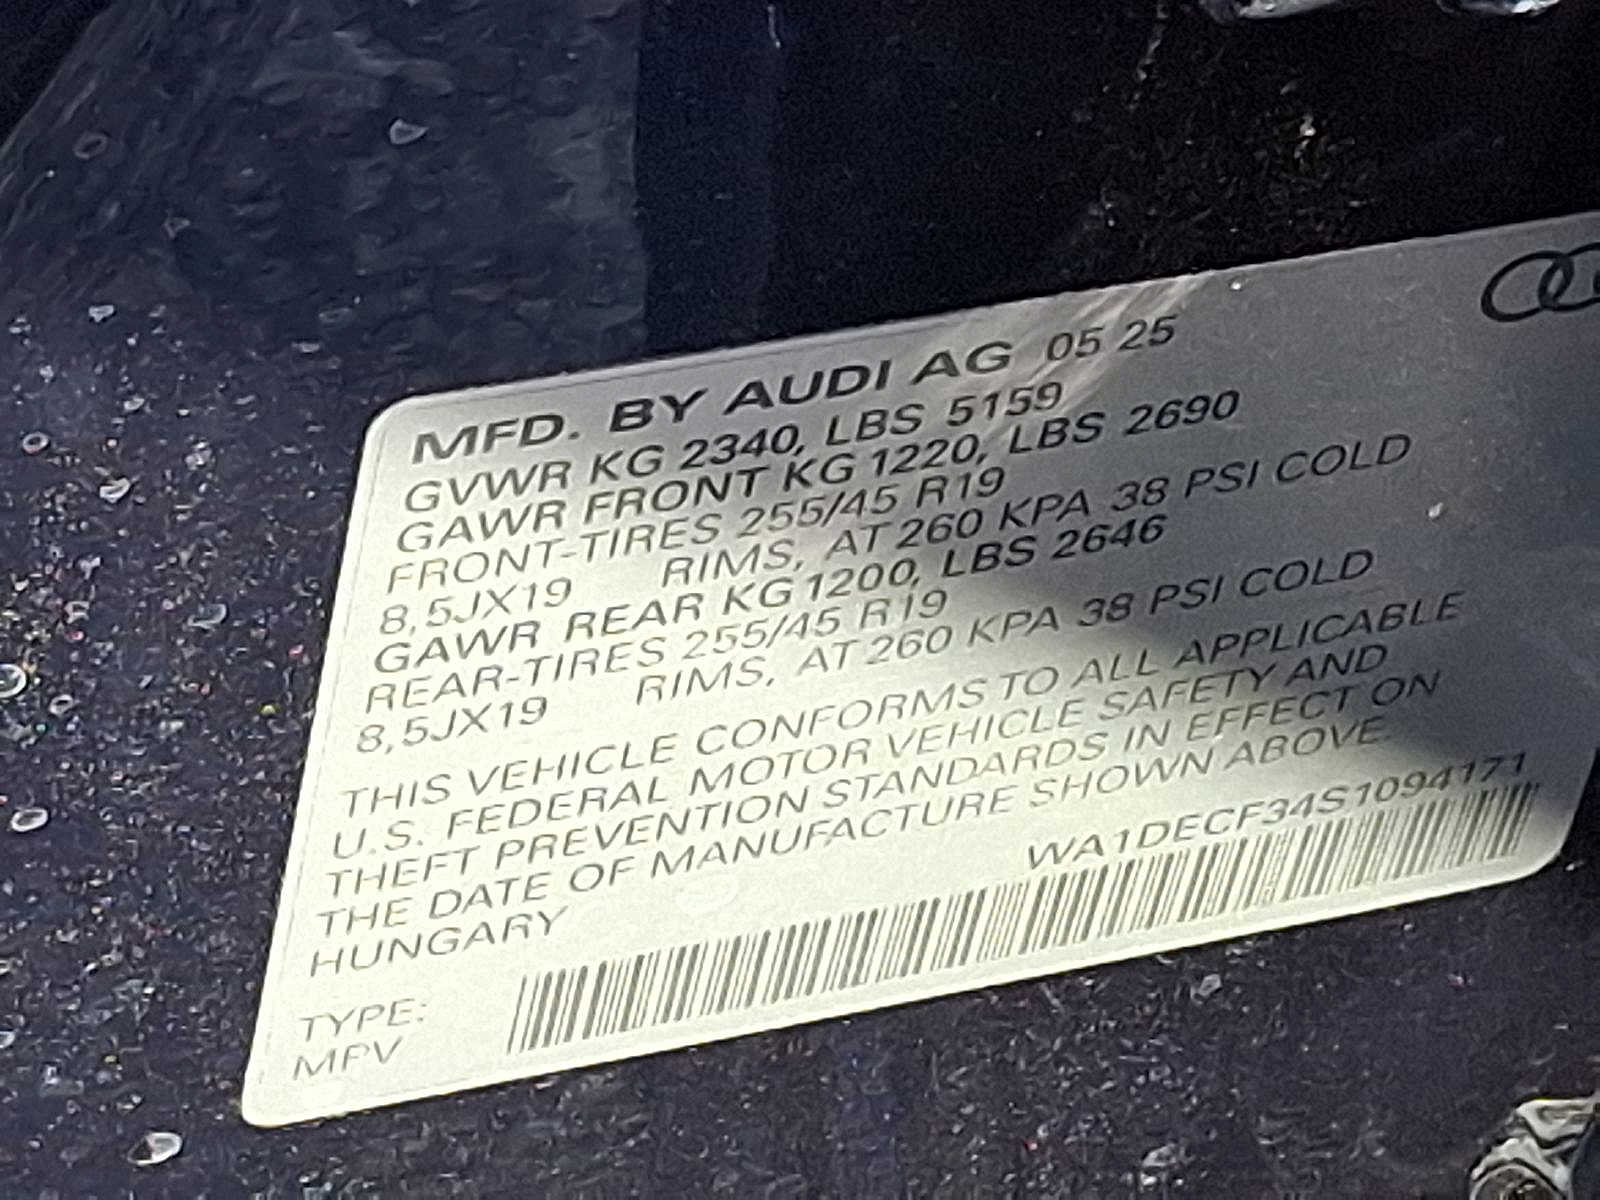 MFD. BY AUDI AG 05 25
GVWR KG 2340, LBS 5159
GAWR FRONT KG 1220, LBS 2690
FRONT-TIRES 255/45 R19
8,5JX19 RIMS, AT 260 KPA 38 PSI COLD
GAWR REAR KG 1200, LBS 2646
REAR-TIRES 255/45 R19
8,5JX19 RIMS, AT 260 KPA 38 PSI COLD
THIS VEHICLE CONFORMS TO ALL APPLICABLE
U.S. FEDERAL MOTOR VEHICLE SAFETY AND
THEFT PREVENTION STANDARDS IN EFFECT ON
THE DATE OF MANUFACTURE SHOWN ABOVE.
HUNGARY
WA1DECF34S1094171
TYPE:
MPV